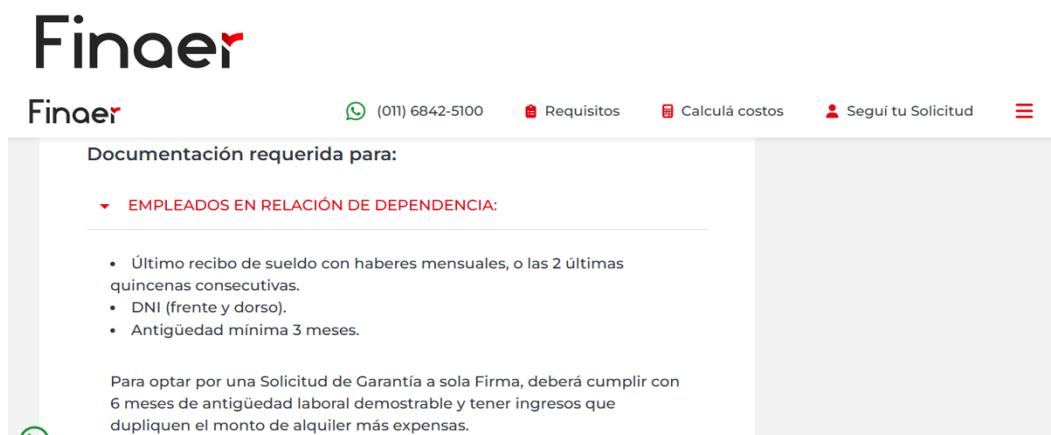 Finaer
Finaer
(011) 6842-5100
Requisitos
Calculá costos
Seguí tu Solicitud
Documentación requerida para:
EMPLEADOS EN RELACIÓN DE DEPENDENCIA:
• Último recibo de sueldo con haberes mensuales, o las 2 últimas
quincenas consecutivas.
• DNI (frente y dorso).
• Antigüedad mínima 3 meses.
Para optar por una Solicitud de Garantía a sola Firma, deberá cumplir con
6 meses de antigüedad laboral demostrable y tener ingresos que
dupliquen el monto de alquiler más expensas.